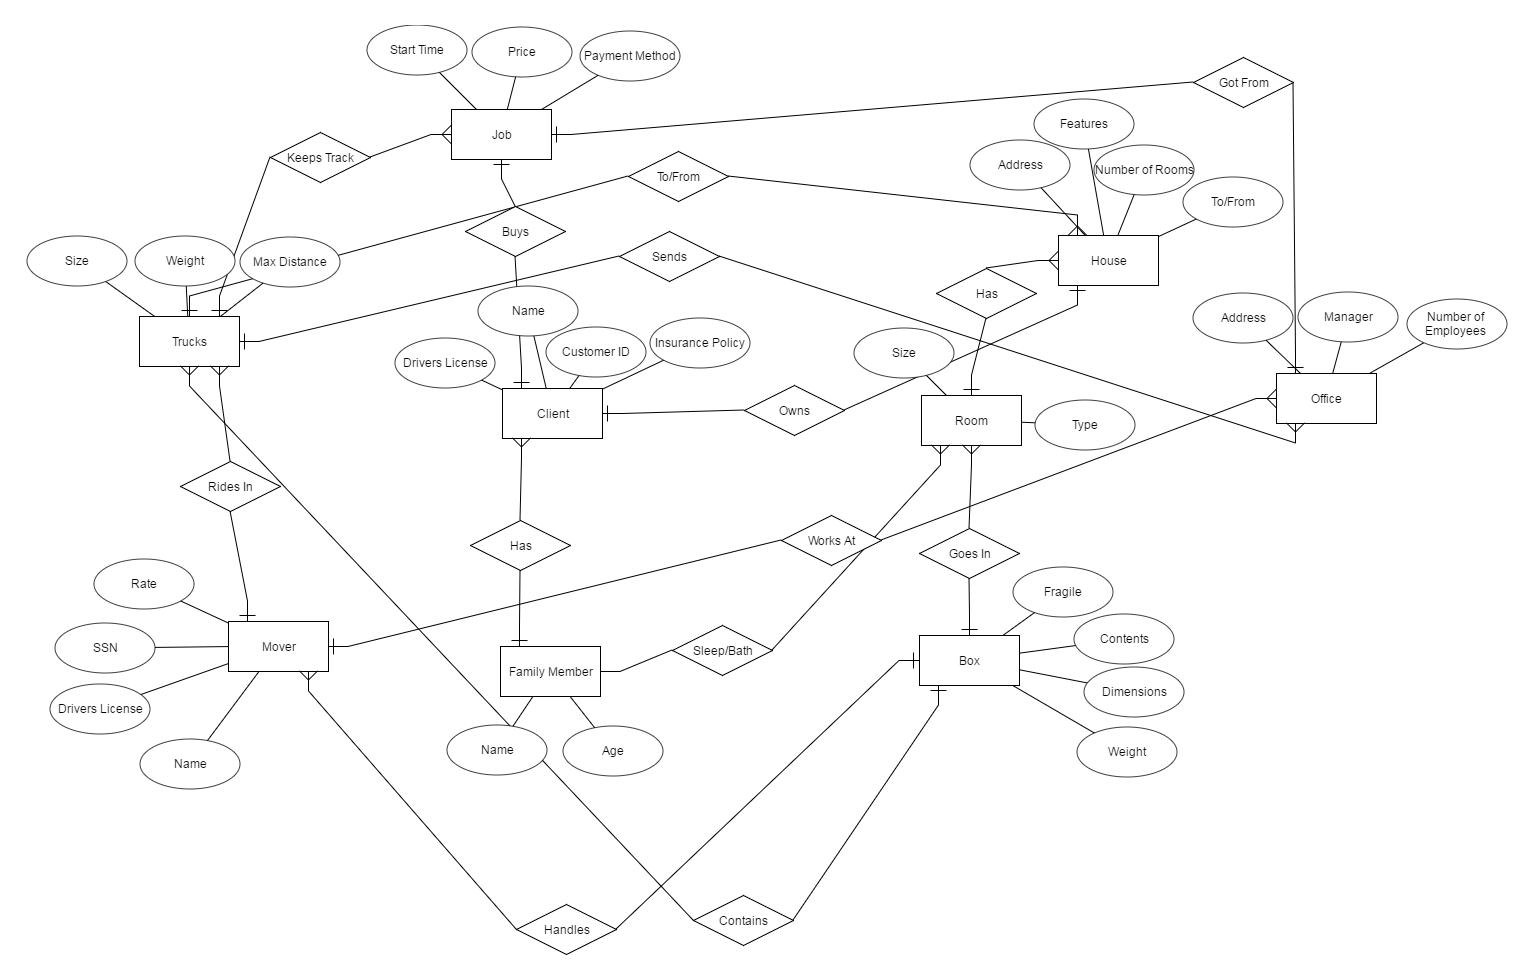 Start Time
Price
Payment Method
Got From
Job
Features
Keeps Track
Address
Number of Rooms
To/From
To/From
Buys
Size
Weight
Max Distance
Sends
House
Has
Name
Address
Manager
Number of
Employees
Trucks
Drivers License
Customer ID
Insurance Policy
Size
Client
Owns
Room
Type
Office
Rides In
Has
Works At
Goes In
Rate
Fragile
SSN
Mover
Family Member
Sleep/Bath
Box
Contents
Drivers License
Dimensions
Name
Name
Age
Weight
Handles
Contains